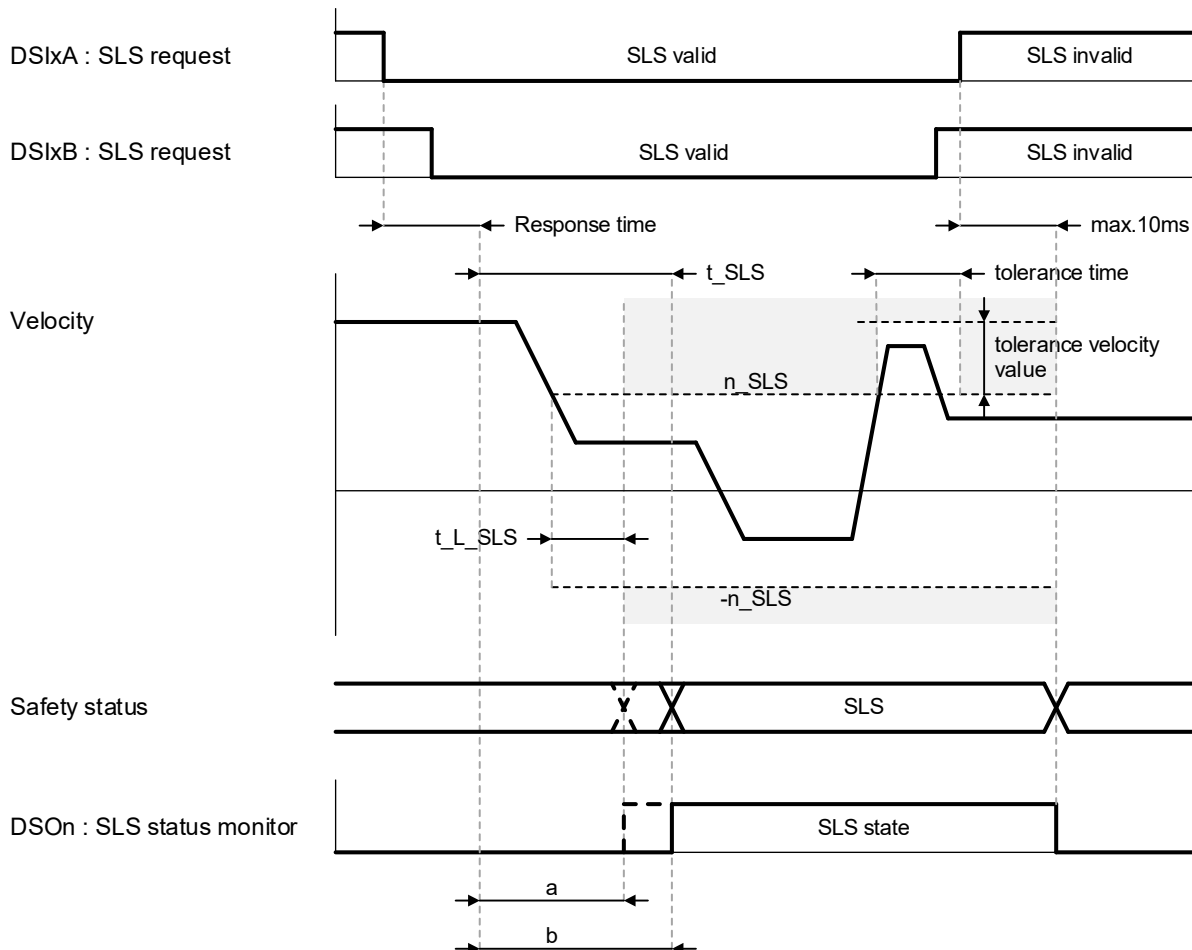 DSIxA : SLS request
SLS valid
SLS invalid
DSIxB : SLS request
SLS valid
SLS invalid
Response time
max.10ms
t_SLS
tolerance time
Velocity
tolerance velocity
value
n_SLS
t_L_SLS
-n_SLS
Safety status
SLS
DSOn : SLS status monitor
SLS state
a
b